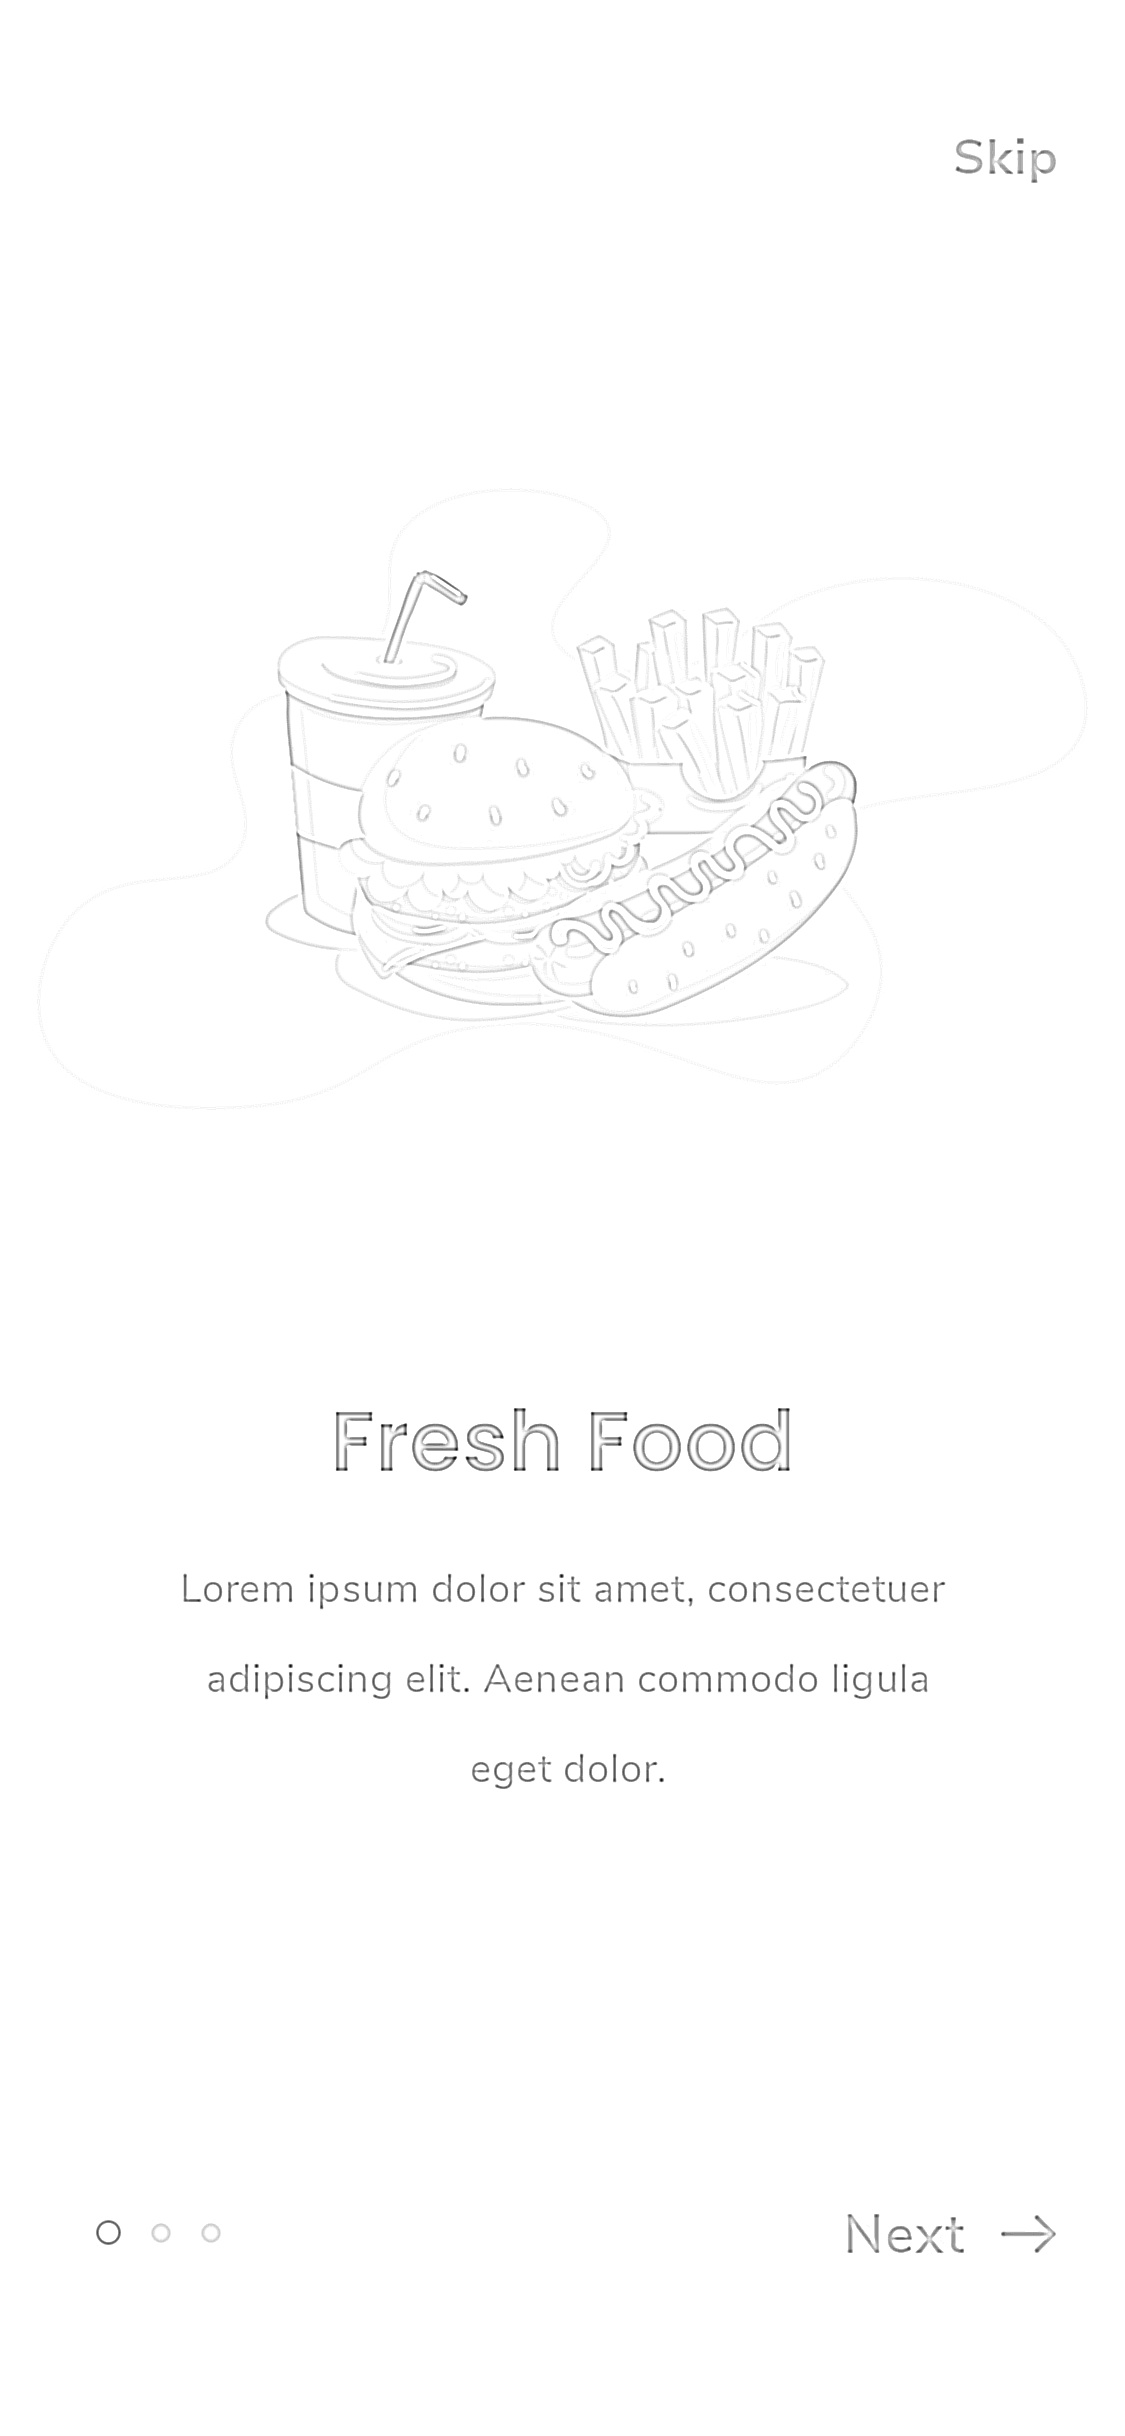 Skip
Fresh Food
Lorem ipsum dolor sit amet, consectetuer
adipiscing elit. Aenean commodo ligula
eget dolor.
Next